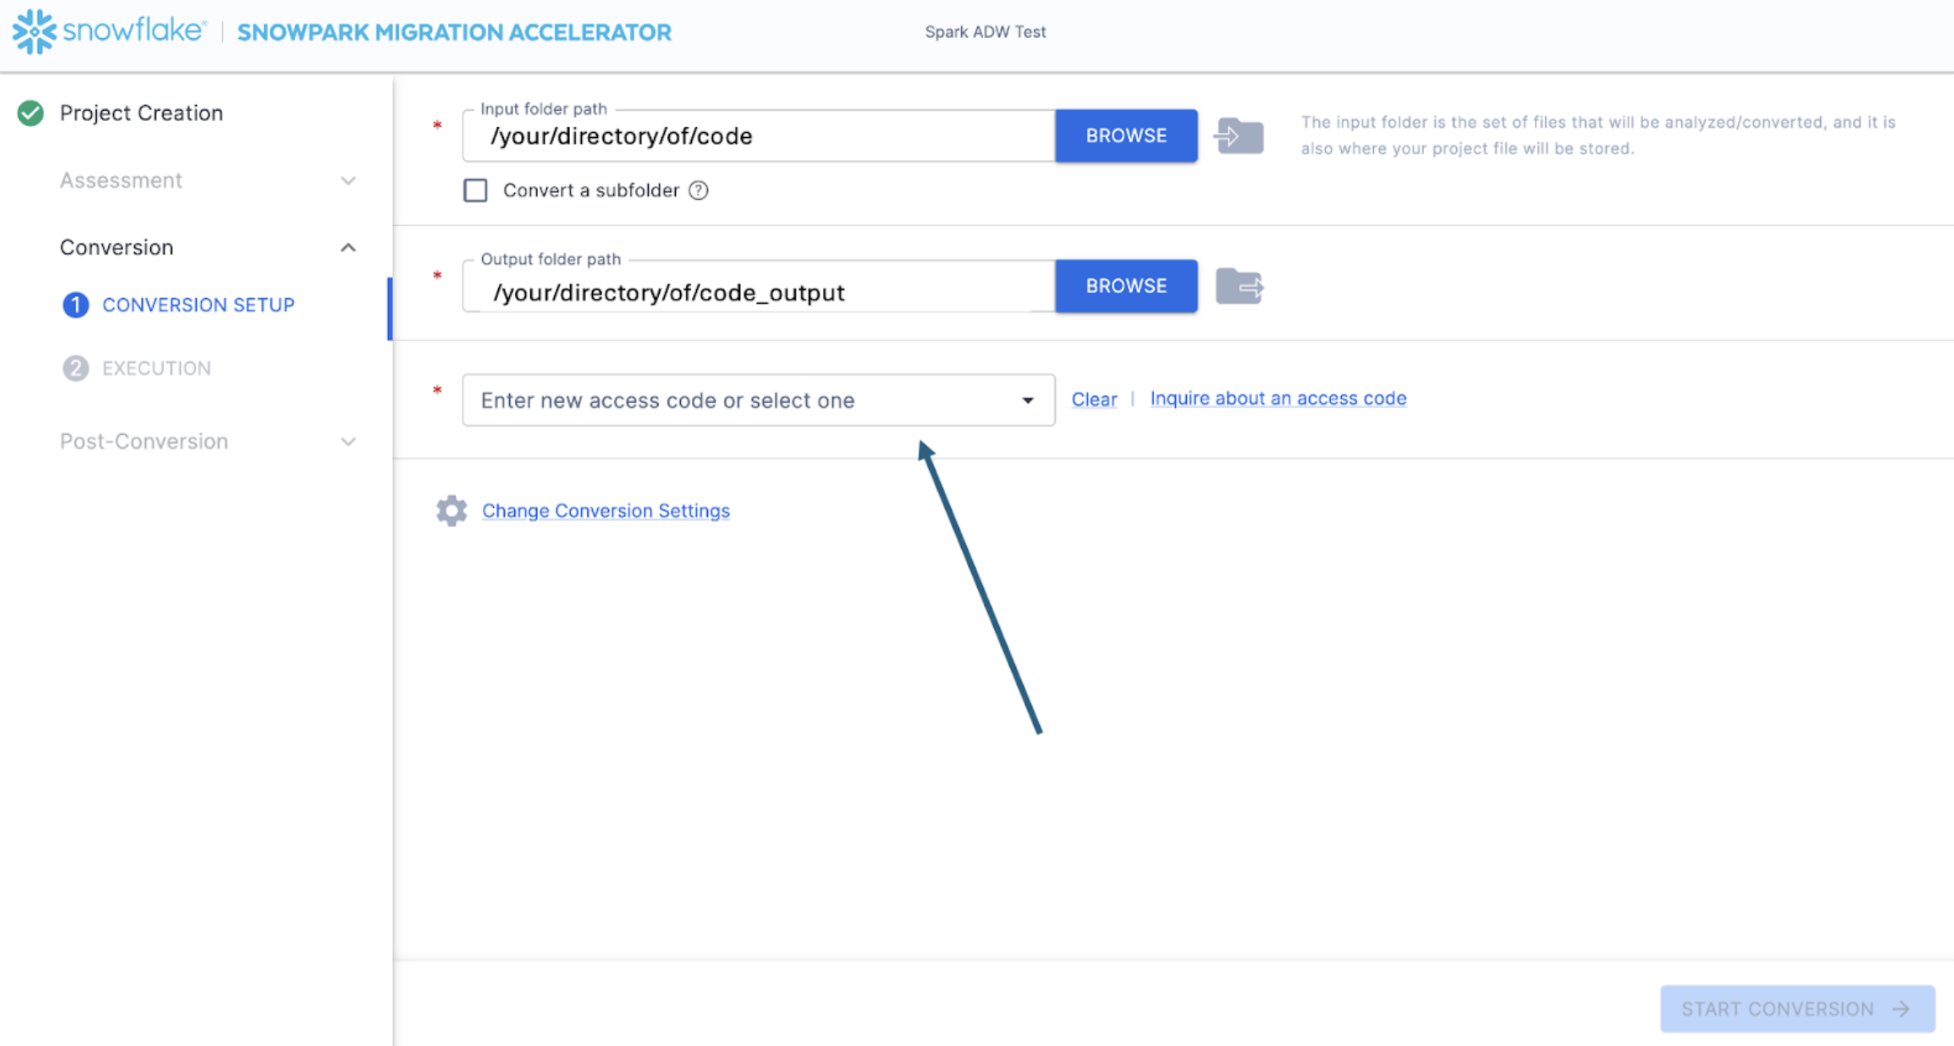 snowflake® | SNOWPARK MIGRATION ACCELERATOR
Spark ADW Test
Project Creation
Assessment
Conversion
1 CONVERSION SETUP
2 EXECUTION
Post-Conversion
* Input folder path
/your/directory/of/code
BROWSE
The input folder is the set of files that will be analyzed/converted, and it is
also where your project file will be stored.
Convert a subfolder ?
* Output folder path
/your/directory/of/code_output
BROWSE
* Enter new access code or select one
Clear | Inquire about an access code
Change Conversion Settings
START CONVERSION